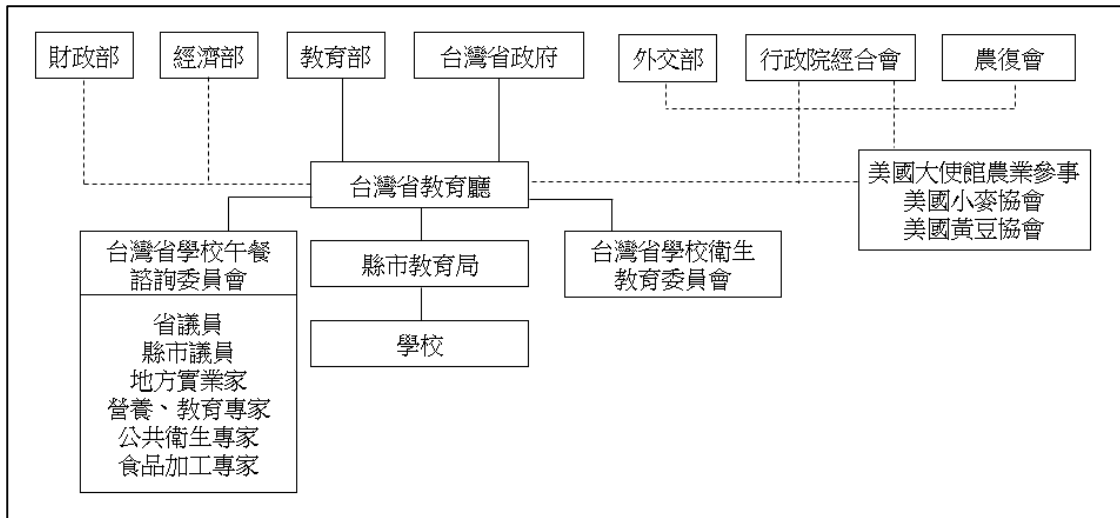 財政部
經濟部
教育部
台灣省政府
外交部
行政院經合會
農復會
台灣省教育廳
美國大使館農業參事
美國小麥協會
美國黃豆協會
台灣省學校午餐
諮詢委員會
縣市教育局
台灣省學校衛生
教育委員會
省議員
縣市議員
地方實業家
營養、教育專家
公共衛生專家
食品加工專家
學校